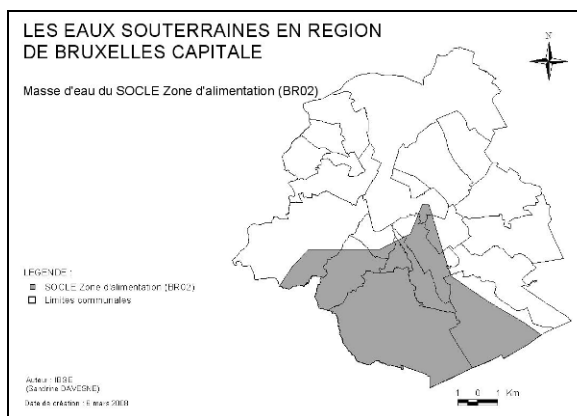 LES EAUX SOUTERRAINES EN REGION
DE BRUXELLES CAPITALE
N
Masse d'eau du SOCLE Zone d'alimentation (BR02)
LEGENDE :
SOCLE Zone d'alimentation (BR02)
Limites communales
Auteur : IBGE
(Sandrine DAVESNE)
Date de création : 6 mars 2008
1 0 1 Km